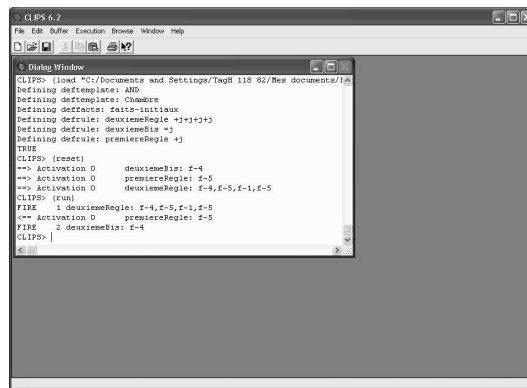 CLIPS 6.2
File Edit Buffer Execution Browse Window Help
Dialog Window
CLIPS> (load "C:/Documents and Settings/TagH 118 82/Mes documents/
Defining deftemplate: AND
Defining deftemplate: Chambre
Defining deffacts: faits-initiaux
Defining defrule: deuxiemeRegle +j+j+j+j
Defining defrule: deuxiemeBis =j
Defining defrule: premiereRegle +j
TRUE
CLIPS> (reset)
==> Activation 0 deuxiemeBis: f-4
==> Activation 0 premiereRegle: f-5
==> Activation 0 deuxiemeRegle: f-4,f-5,f-1,f-5
CLIPS> (run)
FIRE 1 deuxiemeRegle: f-4,f-5,f-1,f-5
<== Activation 0 premiereRegle: f-5
FIRE 2 deuxiemeBis: f-4
CLIPS>